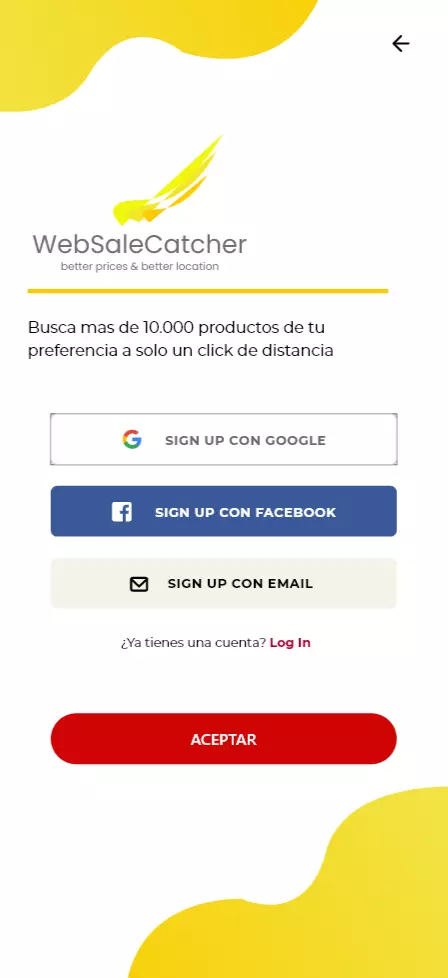 WebSaleCatcher
better prices & better location
Busca mas de 10.000 productos de tu
preferencia a solo un click de distancia
SIGN UP CON GOOGLE
SIGN UP CON FACEBOOK
SIGN UP CON EMAIL
¿Ya tienes una cuenta? Log In
ACEPTAR